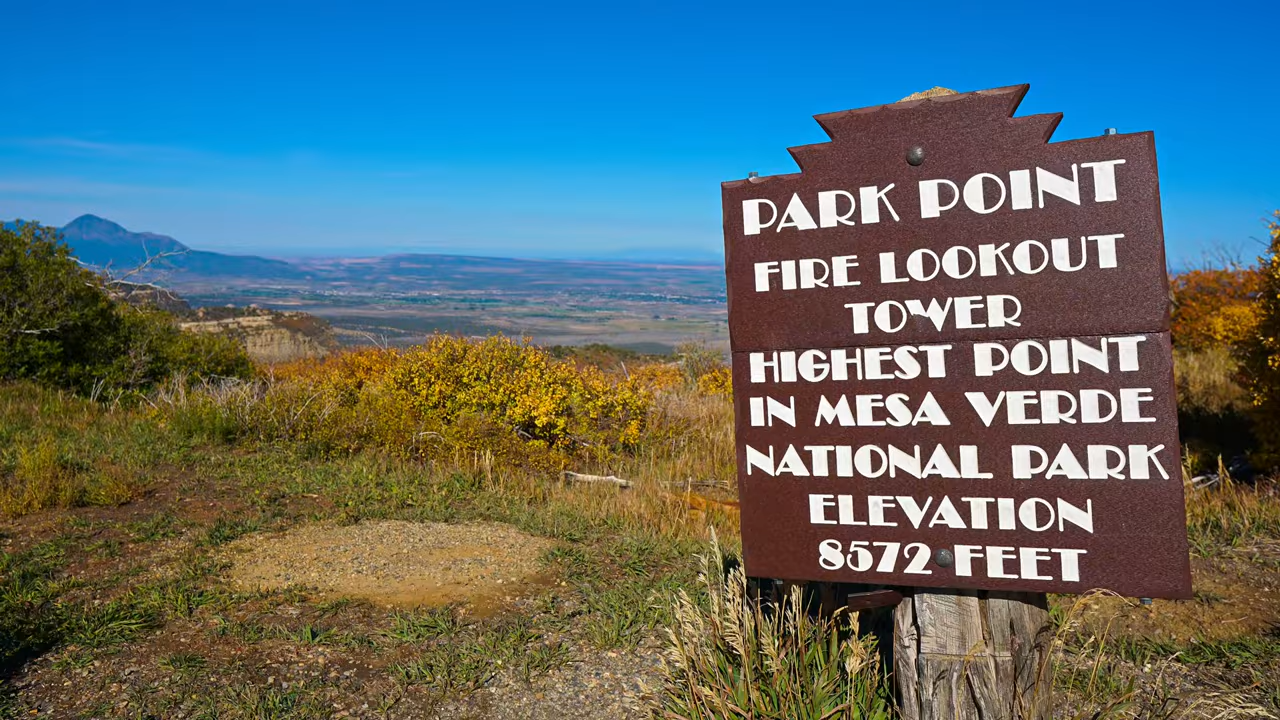 PARK POINT
FIRE LOOKOUT
TOWER
HIGHEST POINT
IN MESA VERDE
NATIONAL PARK
ELEVATION
8572 FEET